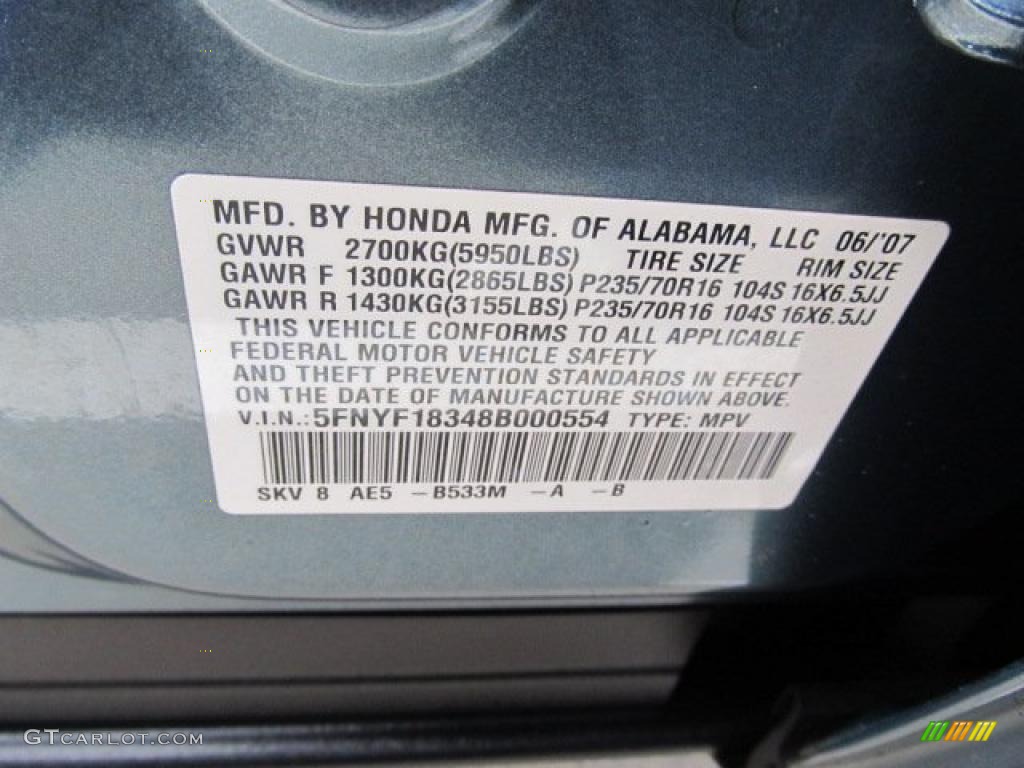 MFD. BY HONDA MFG. OF ALABAMA, LLC 06/'07
GVWR 2700KG(5950LBS) TIRE SIZE RIM SIZE
GAWR F 1300KG(2865LBS) P235/70R16 104S 16X6.5JJ
GAWR R 1430KG(3155LBS) P235/70R16 104S 16X6.5JJ
THIS VEHICLE CONFORMS TO ALL APPLICABLE
FEDERAL MOTOR VEHICLE SAFETY
AND THEFT PREVENTION STANDARDS IN EFFECT
ON THE DATE OF MANUFACTURE SHOWN ABOVE.
V.I.N.:5FNYF18348B000554 TYPE: MPV
SKV 8 AE5 -B533M -A -B
GTCARLOT.COM